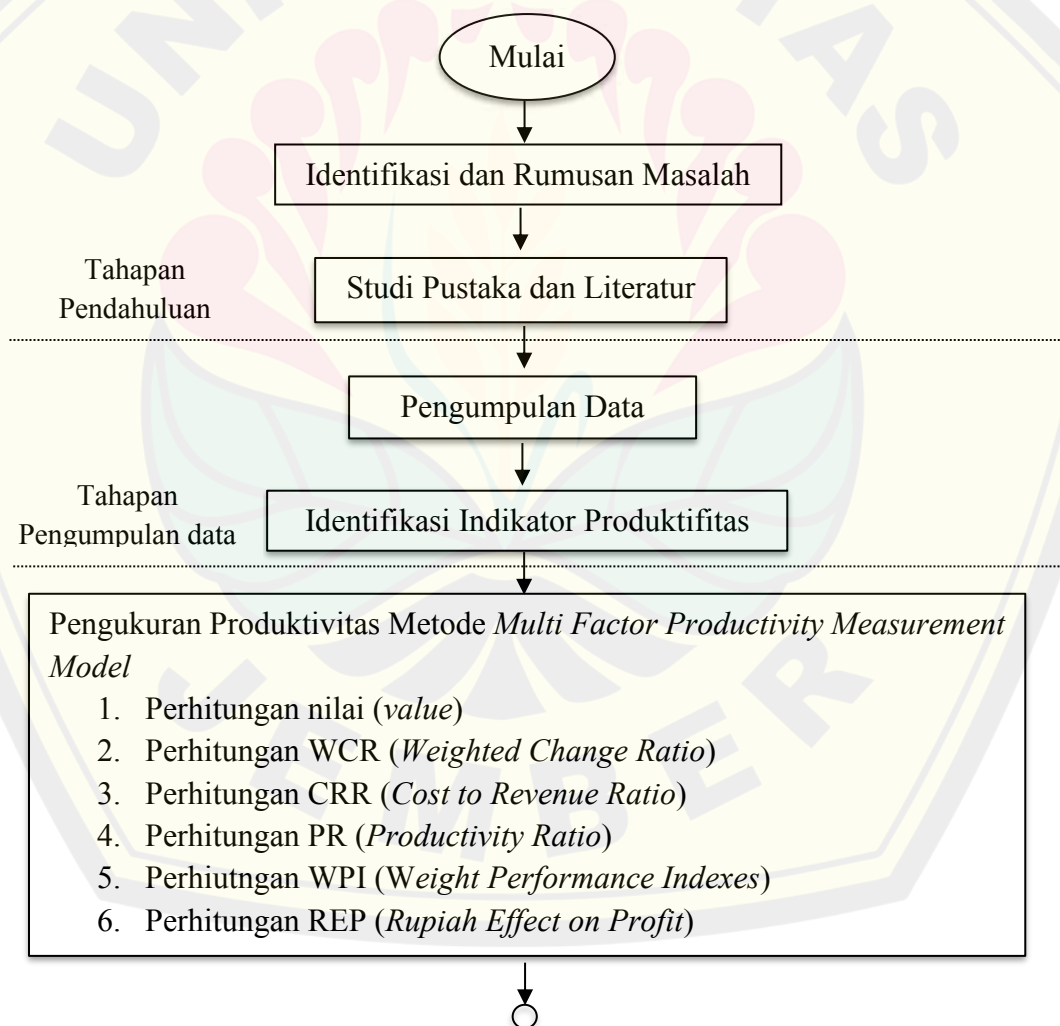 Mulai
Identifikasi dan Rumusan Masalah
Tahapan
Pendahuluan
Studi Pustaka dan Literatur
Pengumpulan Data
Tahapan
Pengumpulan data
Identifikasi Indikator Produktifitas
Pengukuran Produktivitas Metode Multi Factor Productivity Measurement
Model
1. Perhitungan nilai (value)
2. Perhitungan WCR (Weighted Change Ratio)
3. Perhitungan CRR (Cost to Revenue Ratio)
4. Perhitungan PR (Productivity Ratio)
5. Perhiutngan WPI (Weight Performance Indexes)
6. Perhitungan REP (Rupiah Effect on Profit)